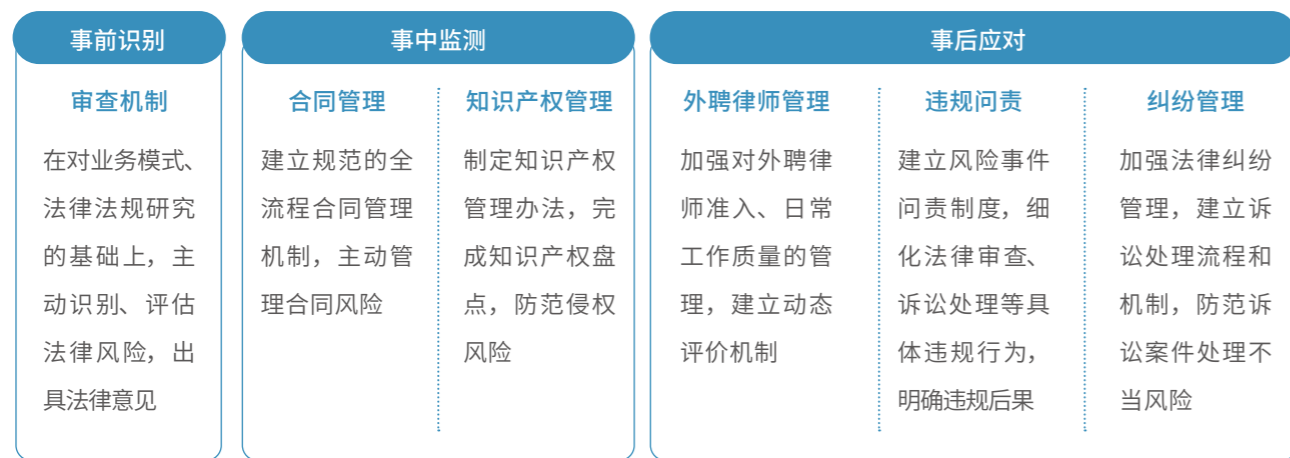 事前识别
审查机制
在对业务模式、
法律法规研究
的基础上，主
动识别、评估
法律风险，出
具法律意见
事中监测
合同管理
建立规范的全
流程合同管理
机制，主动管
理合同风险
知识产权管理
制定知识产权
管理办法，完
成知识产权盘
点，防范侵权
风险
事后应对
外聘律师管理
加强对外聘律
师准入、日常
工作质量的管
理，建立动态
评价机制
违规问责
建立风险事件
问责制度，细
化法律审查、
诉讼处理等具
体违规行为，
明确违规后果
纠纷管理
加强法律纠纷
管理，建立诉
讼处理流程和
机制，防范诉
讼案件处理不
当风险